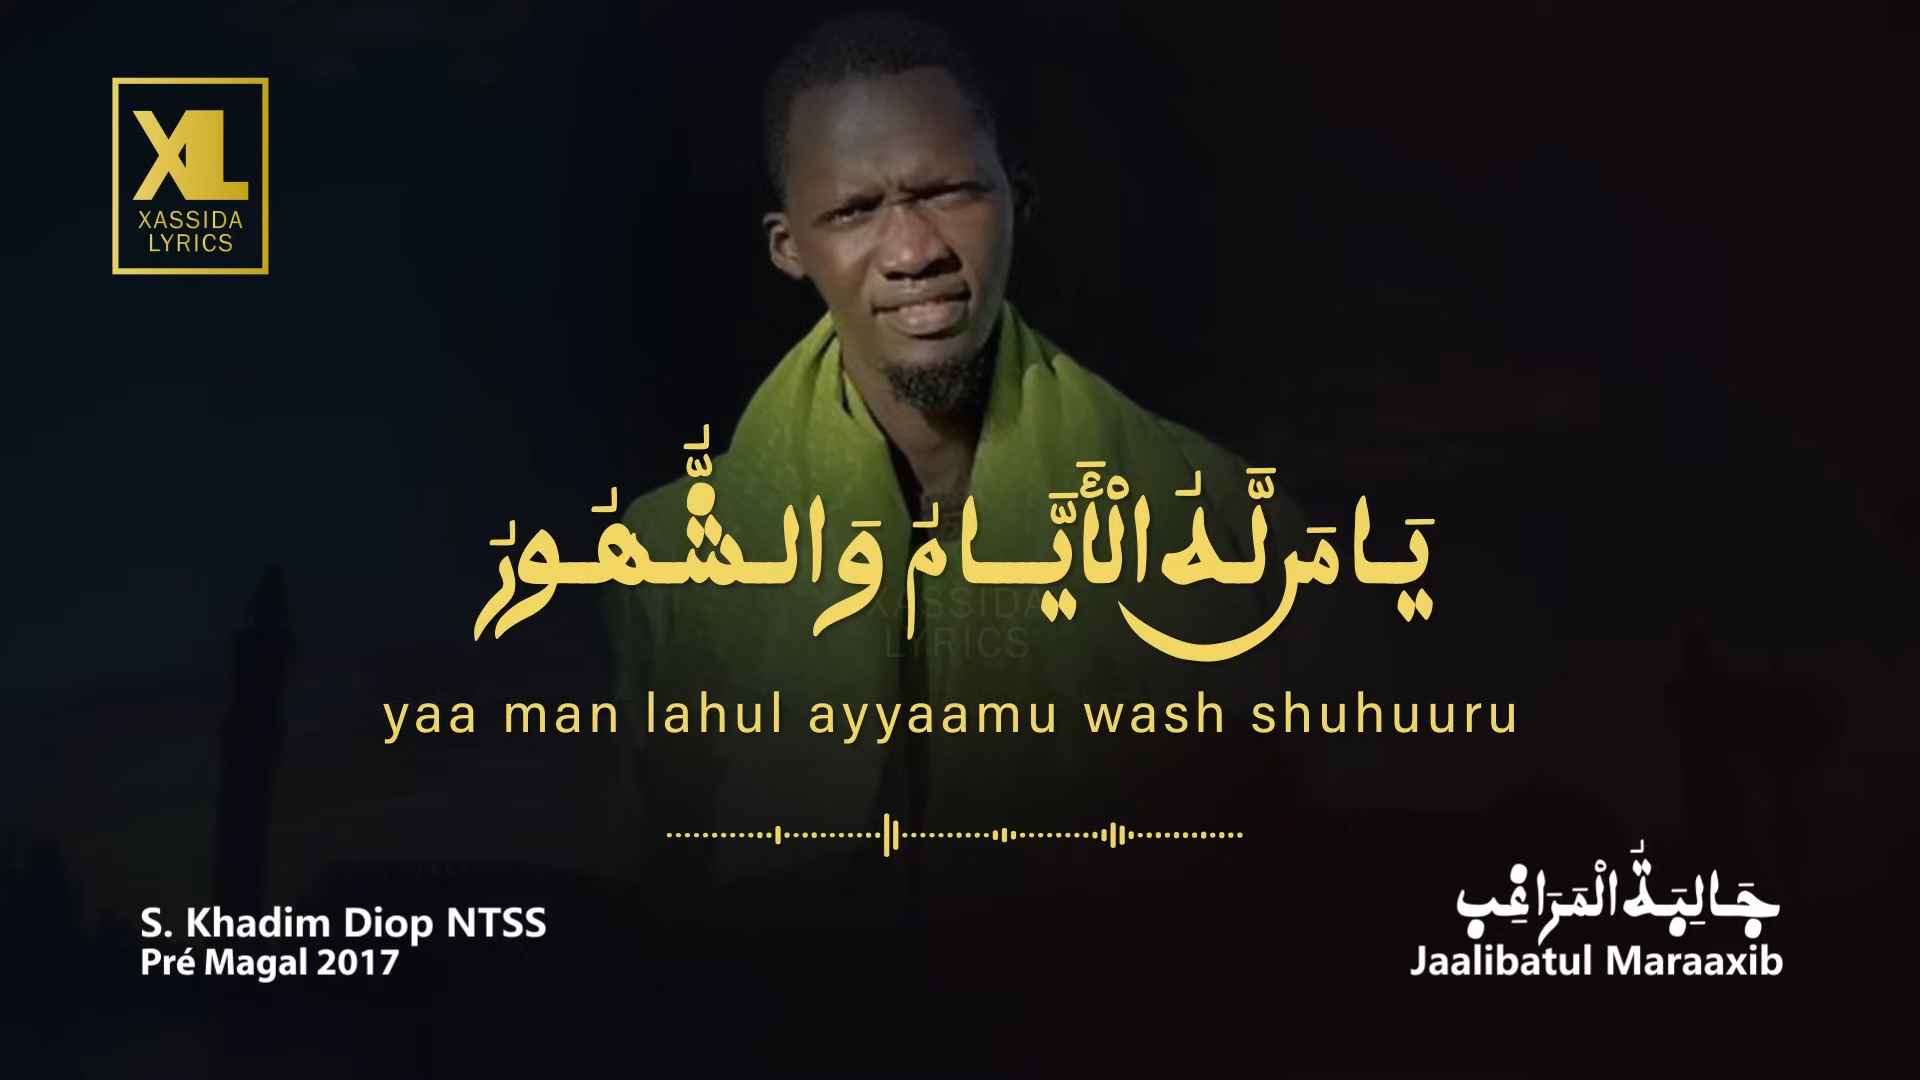 XL
XASSIDA
LYRICS
يَا مَن لَّهُ الْأَيَّامُ وَالشُّهُورُ
XASSIDA
LYRICS
yaa man lahul ayyaamu wash shuhuuru
S. Khadim Diop NTSS
Pré Magal 2017
جَالِبَةُ الْمَرَاغِبِ
Jaalibatul Maraaxib